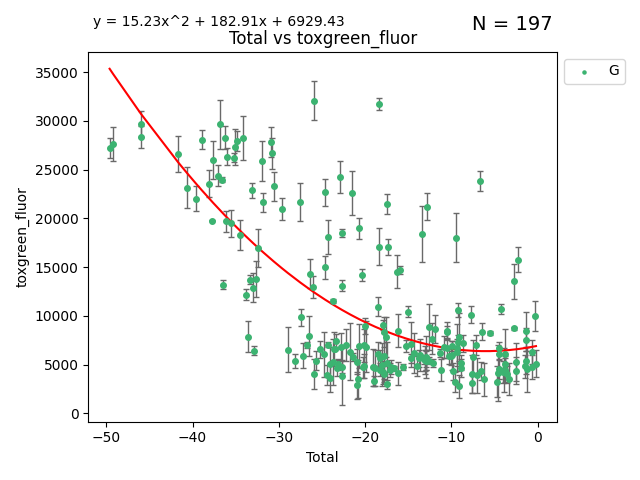 y = 15.23x^2 + 182.91x + 6929.43
N = 197
Total vs toxgreen_fluor
G
35000
30000
25000
20000
15000
10000
5000
0
toxgreen_fluor
−50 −40 −30 −20 −10 0
Total